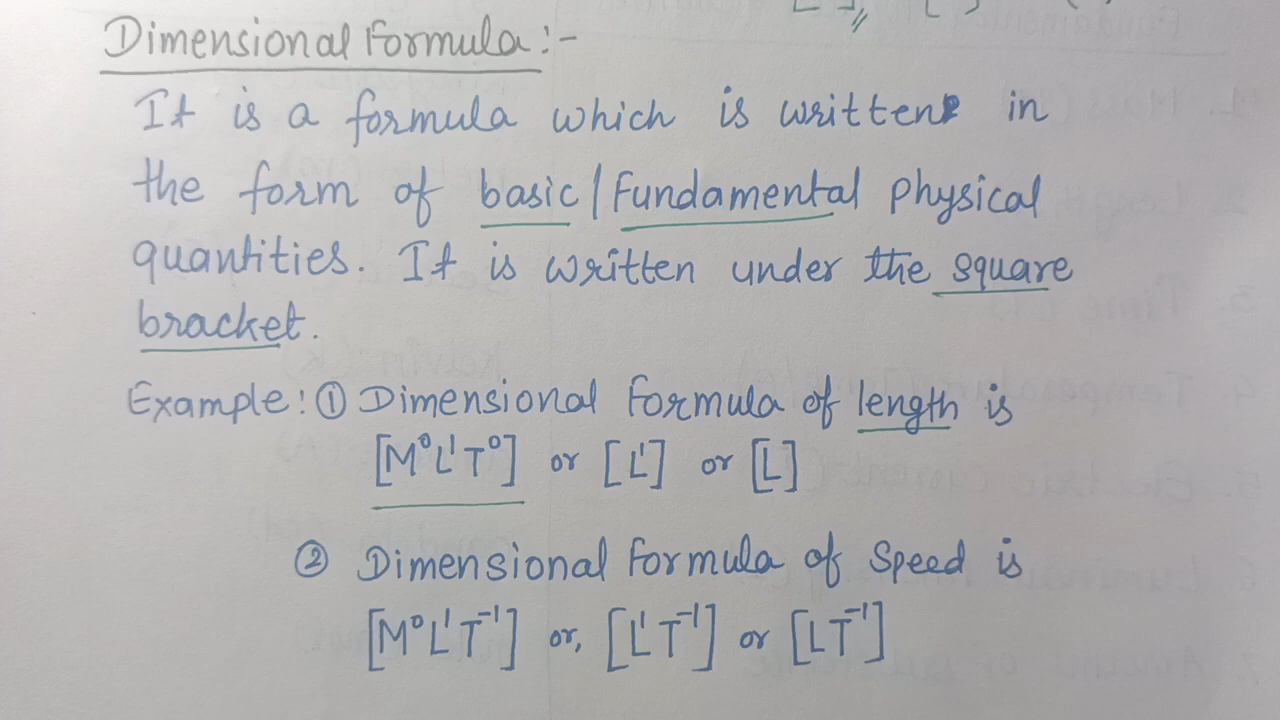 Dimensional Formula:-
It is a formula which is written in
the form of basic/Fundamental Physical
quantities. It is written under the square
bracket.
Example: ① Dimensional Formula of length is
[M⁰L¹T⁰] or [L¹] or [L]
② Dimensional Formula of Speed is
[M⁰L¹T⁻¹] or, [L¹T⁻¹] or [LT⁻¹]